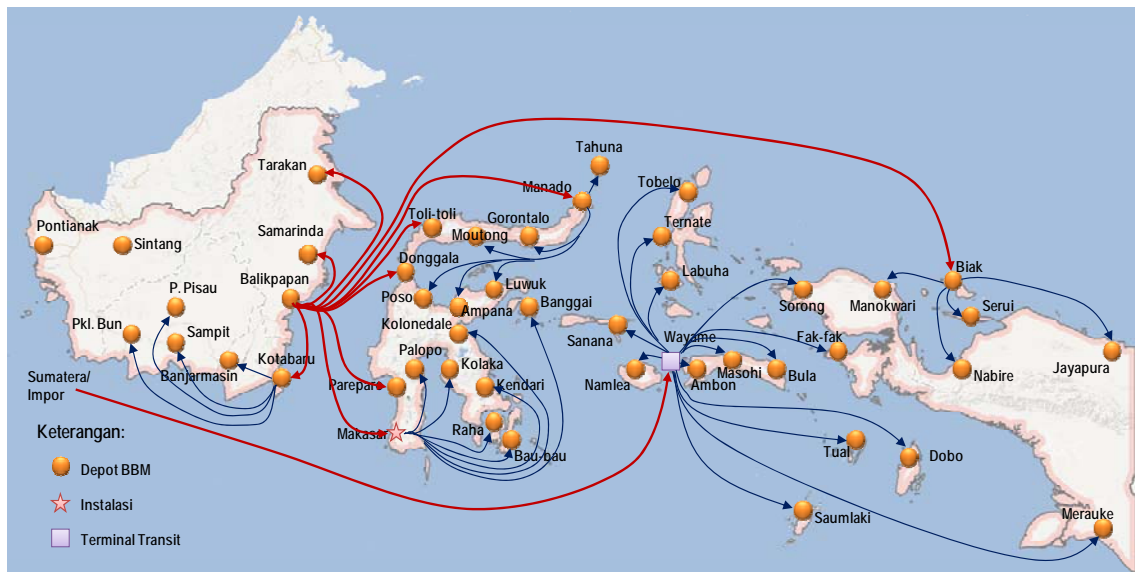 Tahuna
Tarakan
Manado
Tobelo
Toli-toli
Gorontalo
Ternate
Pontianak
Samarinda
Moutong
Sintang
Donggala
Labuha
Biak
Balikpapan
Luwuk
P. Pisau
Poso
Banggai
Sorong
Manokwari
Serui
Ampana
Pkl. Bun
Sampit
Kolonedale
Sanana
Wayame
Fak-fak
Palopo
Kolaka
Kotabaru
Masohi
Sumatera/
Impor
Banjarmasin
Parepare
Kendari
Namlea
Ambon
Bula
Nabire
Jayapura
Keterangan:
Makasar
Raha
Bau-bau
Tual
Dobo
Depot BBM
Instalasi
Saumlaki
Merauke
Terminal Transit